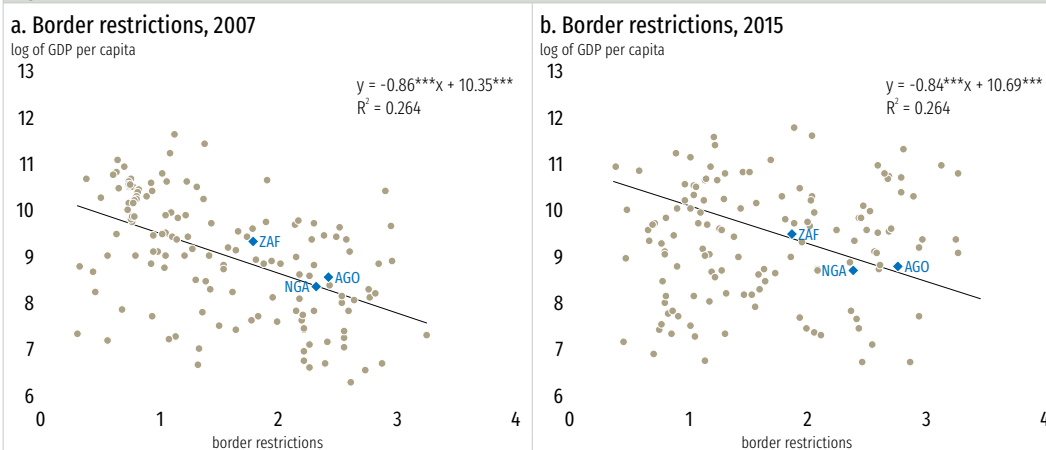 a. Border restrictions, 2007
log of GDP per capita
13
12
11
10
9
8
7
6
0 1 2 3 4
border restrictions
y = -0.86***x + 10.35***
R² = 0.264
ZAF
AGO
NGA
b. Border restrictions, 2015
log of GDP per capita
13
12
11
10
9
8
7
6
0 1 2 3 4
border restrictions
y = -0.84***x + 10.69***
R² = 0.264
ZAF
NGA
AGO